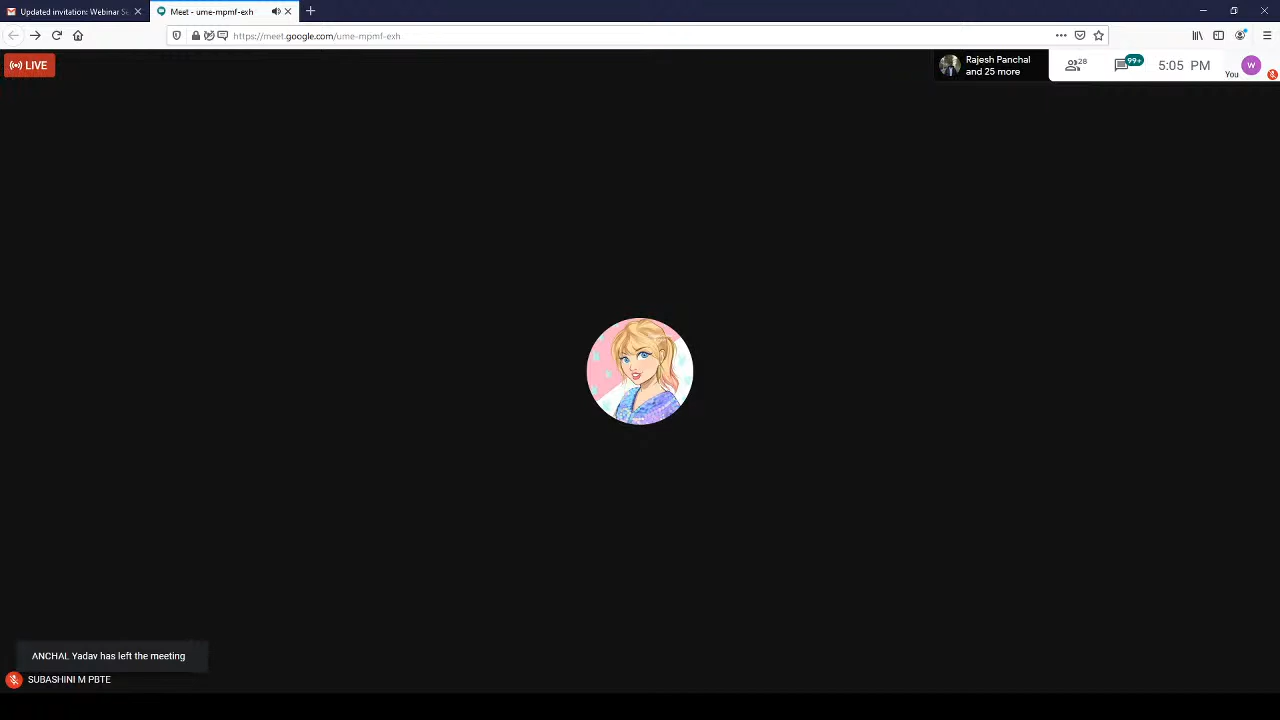 Updated invitation: Webinar Se
Meet - ume-mpmf-exh
https://meet.google.com/ume-mpmf-exh
LIVE
Rajesh Panchal
and 25 more
28
99+
5:05 PM
You
W
ANCHAL Yadav has left the meeting
SUBASHINI M PBTE